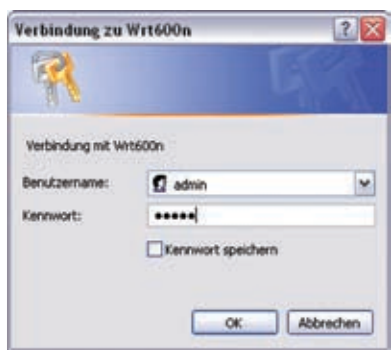 Verbindung zu Wrt600n
Verbindung mit Wrt600n
Benutzername: admin
Kennwort: •••••
Kennwort speichern
OK Abbrechen